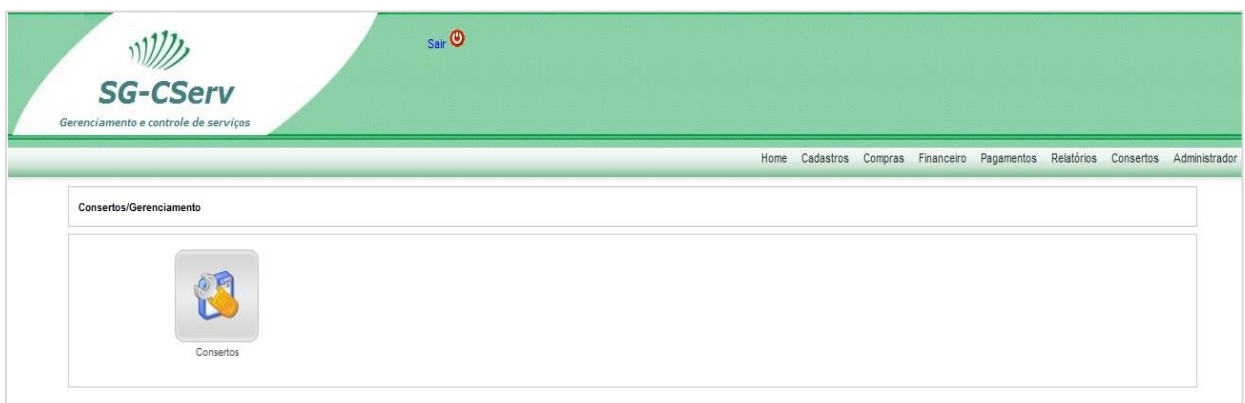 Sair
SG-CServ
Gerenciamento e controle de serviços
Home Cadastros Compras Financeiro Pagamentos Relatórios Consertos Administrador
Consertos/Gerenciamento
Consertos